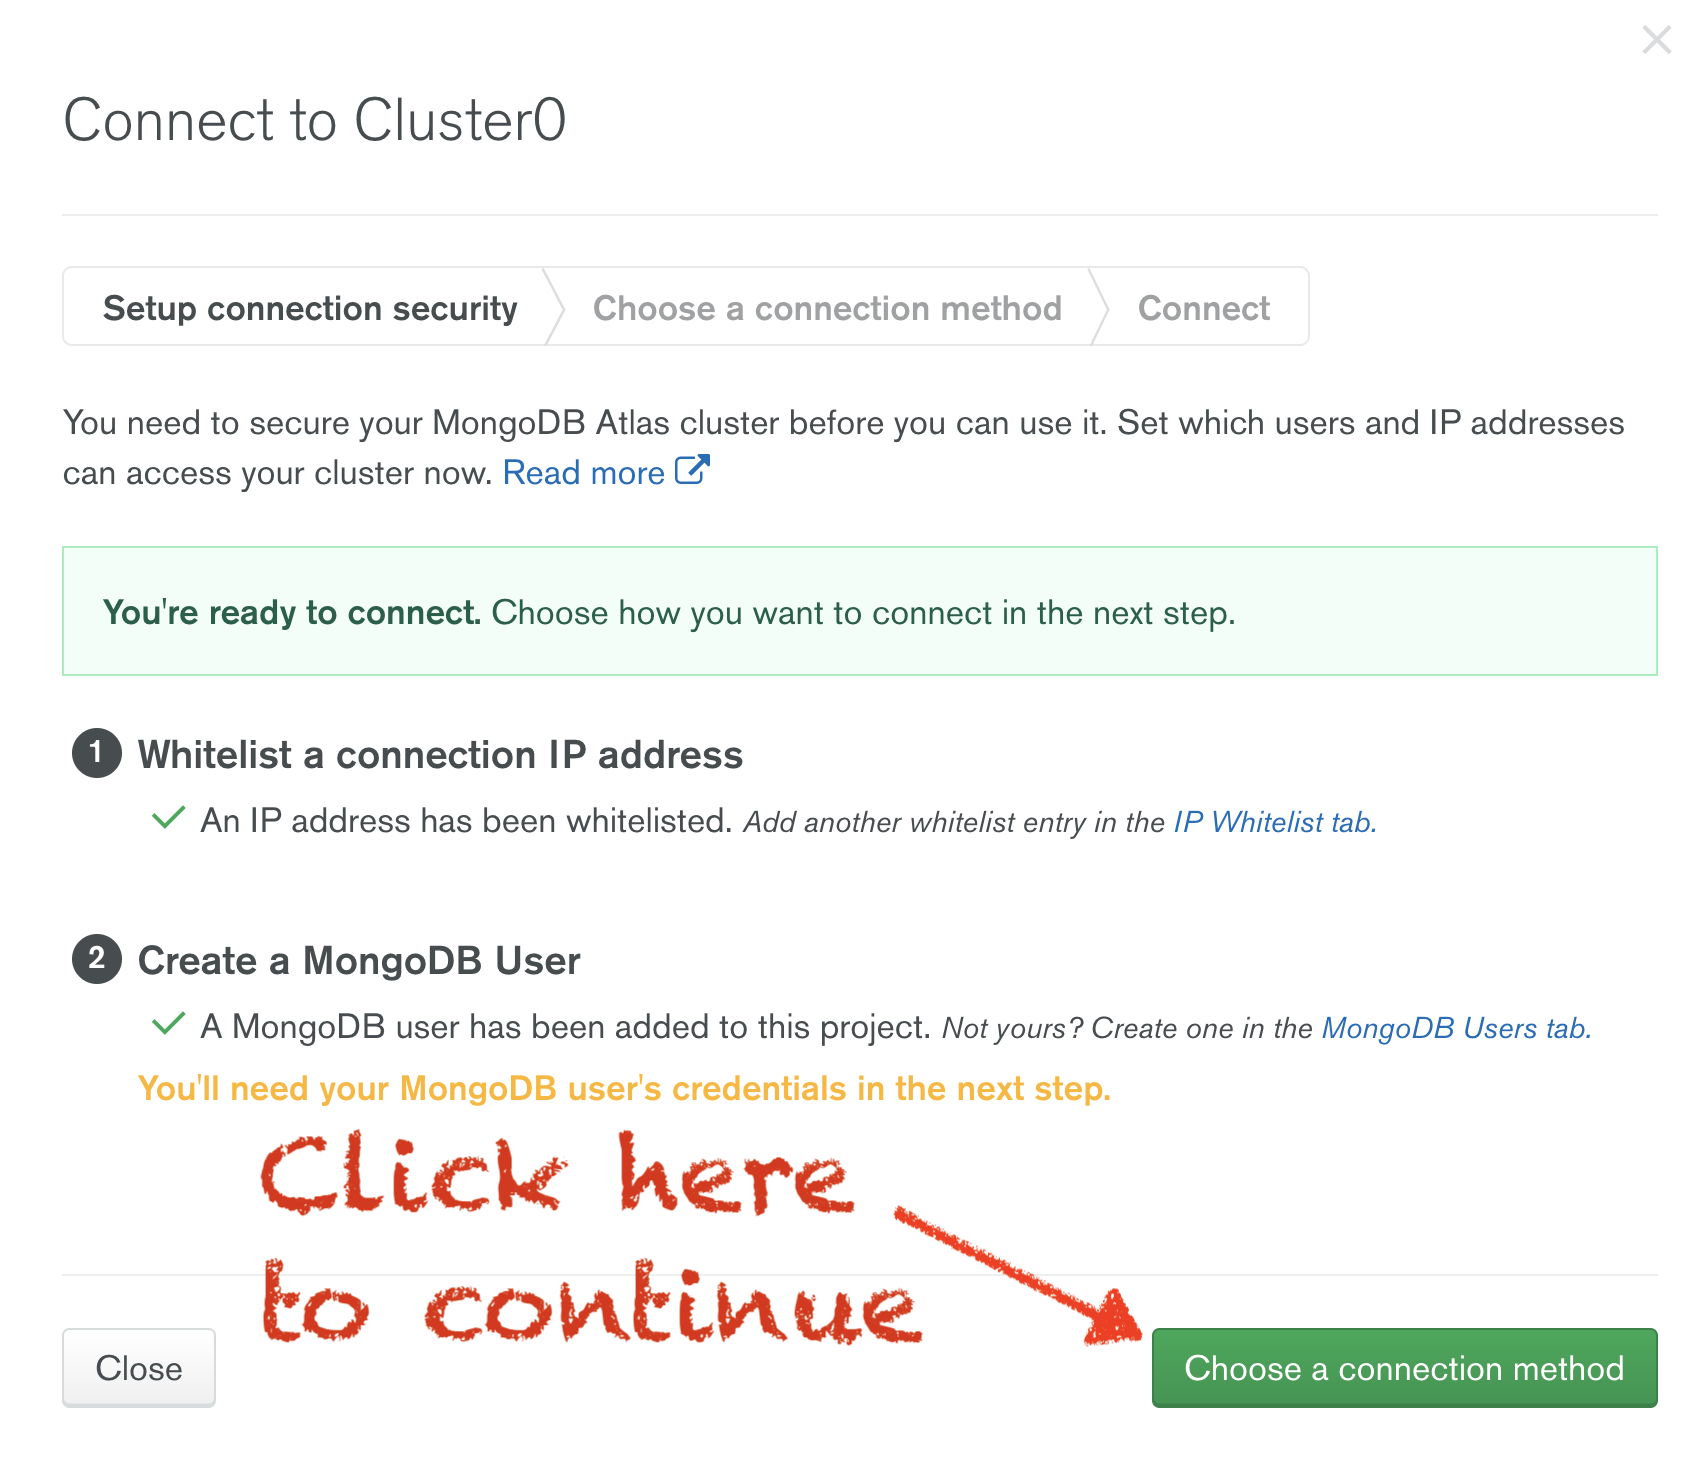 Connect to Cluster0
Setup connection security
Choose a connection method
Connect
You need to secure your MongoDB Atlas cluster before you can use it. Set which users and IP addresses
can access your cluster now. Read more
You're ready to connect. Choose how you want to connect in the next step.
1 Whitelist a connection IP address
An IP address has been whitelisted. Add another whitelist entry in the IP Whitelist tab.
2 Create a MongoDB User
A MongoDB user has been added to this project. Not yours? Create one in the MongoDB Users tab.
You'll need your MongoDB user's credentials in the next step.
Click here
to continue
Close
Choose a connection method